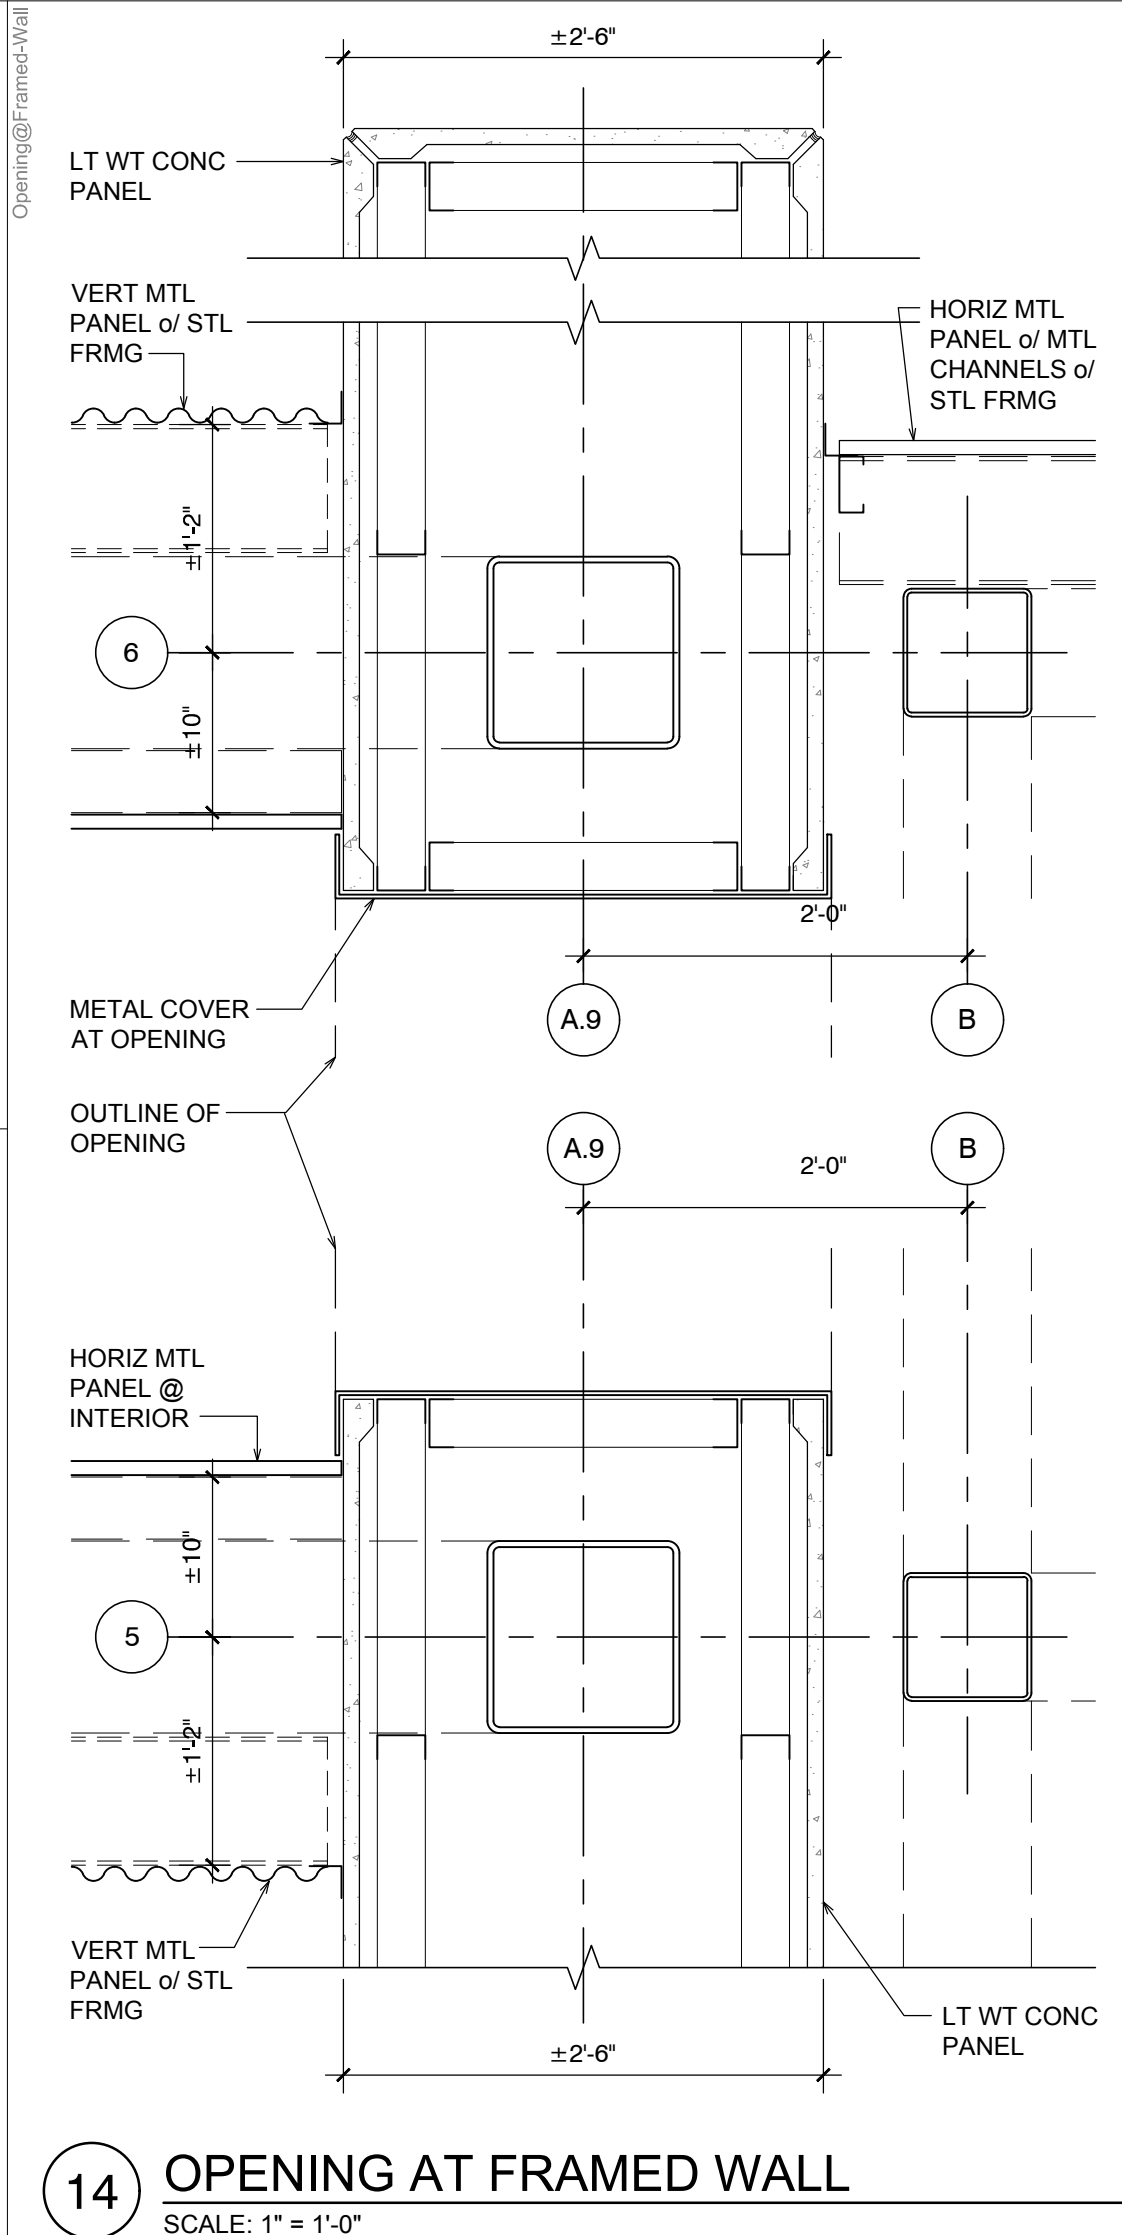 Opening@Framed-Wall
±2'-6"
LT WT CONC
PANEL
VERT MTL
PANEL o/ STL
FRMG
HORIZ MTL
PANEL o/ MTL
CHANNELS o/
STL FRMG
±1'-2"
6
±10"
2'-0"
METAL COVER
AT OPENING
A.9
B
OUTLINE OF
OPENING
A.9
B
2'-0"
HORIZ MTL
PANEL @
INTERIOR
±10"
5
±1'-2"
VERT MTL
PANEL o/ STL
FRMG
LT WT CONC
PANEL
±2'-6"
14
OPENING AT FRAMED WALL
SCALE: 1" = 1'-0"